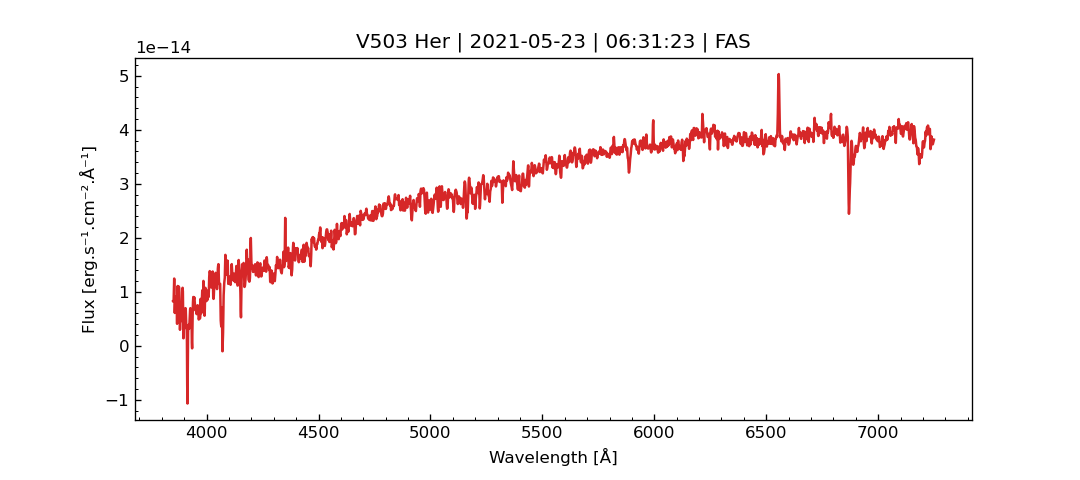 V503 Her | 2021-05-23 | 06:31:23 | FAS
1e−14
5
4
3
2
1
0
−1
Flux [erg.s⁻¹.cm⁻².Å⁻¹]
4000 4500 5000 5500 6000 6500 7000
Wavelength [Å]